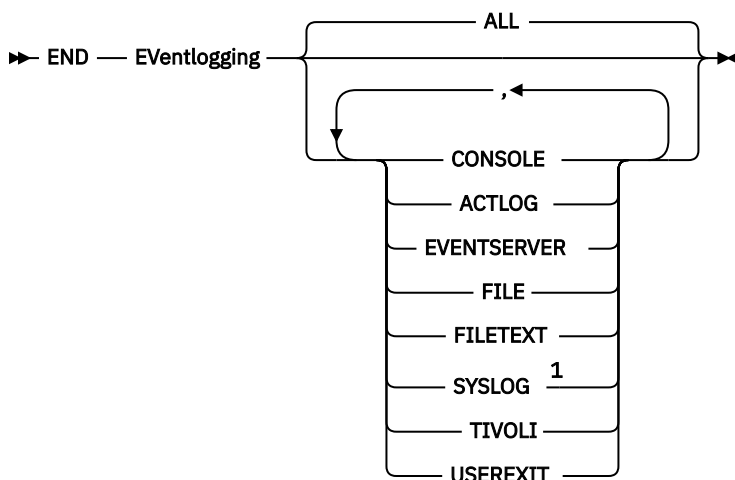 ALL
END EVentlogging
,
CONSOLE
ACTLOG
EVENTSERVER
FILE
FILETEXT
SYSLOG 1
TIVOLI
USEREXIT